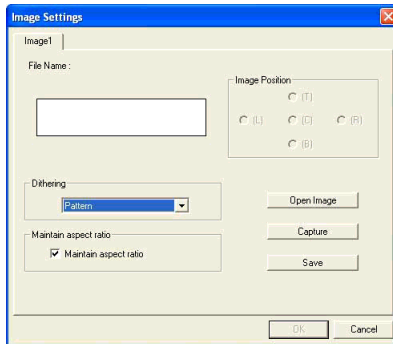 Image Settings
Image1
File Name :
Image Position
(T)
(L) (C) (R)
(B)
Dithering
Pattern
Open Image
Maintain aspect ratio
Capture
Maintain aspect ratio
Save
OK Cancel